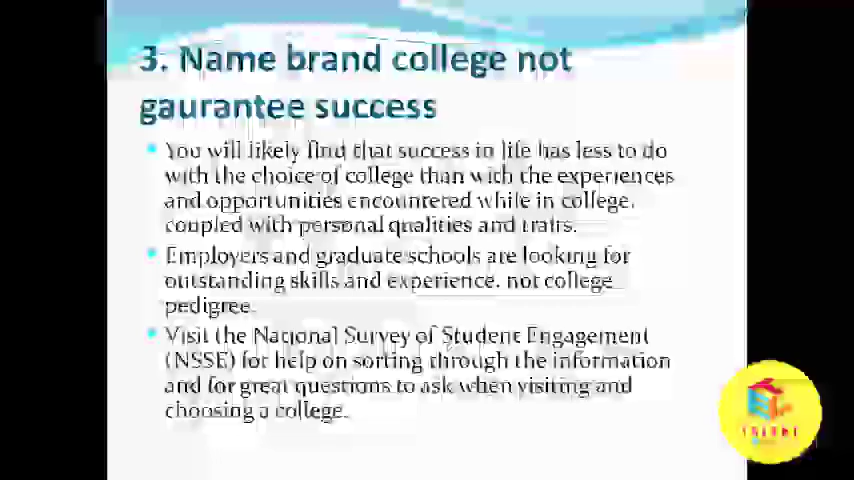 3. Name brand college not
gaurantee success
You will likely find that success in life has less to do
with the choice of college than with the experiences
and opportunities encountered while in college,
coupled with personal qualities and traits.
Employers and graduate schools are looking for
outstanding skills and experience, not college
pedigree.
Visit the National Survey of Student Engagement
(NSSE) for help on sorting through the information
and for great questions to ask when visiting and
choosing a college.